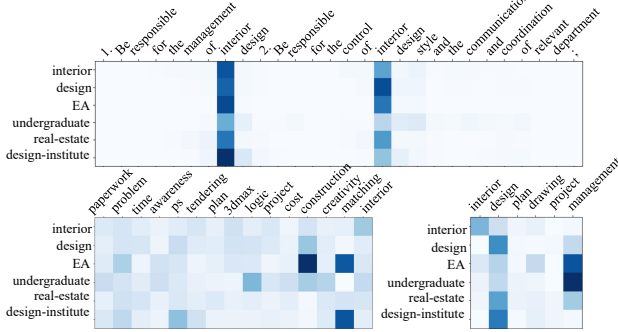 1. Be responsible for the management of interior design 2. Be responsible for the control of interior design style and the communication and coordination of relevant department ;
interior
design
EA
undergraduate
real-estate
design-institute
paperwork problem time awareness ps tendering plan 3dmax logic project cost construction creativity matching interior
interior
design
EA
undergraduate
real-estate
design-institute
interior design plan drawing project management
interior
design
EA
undergraduate
real-estate
design-institute